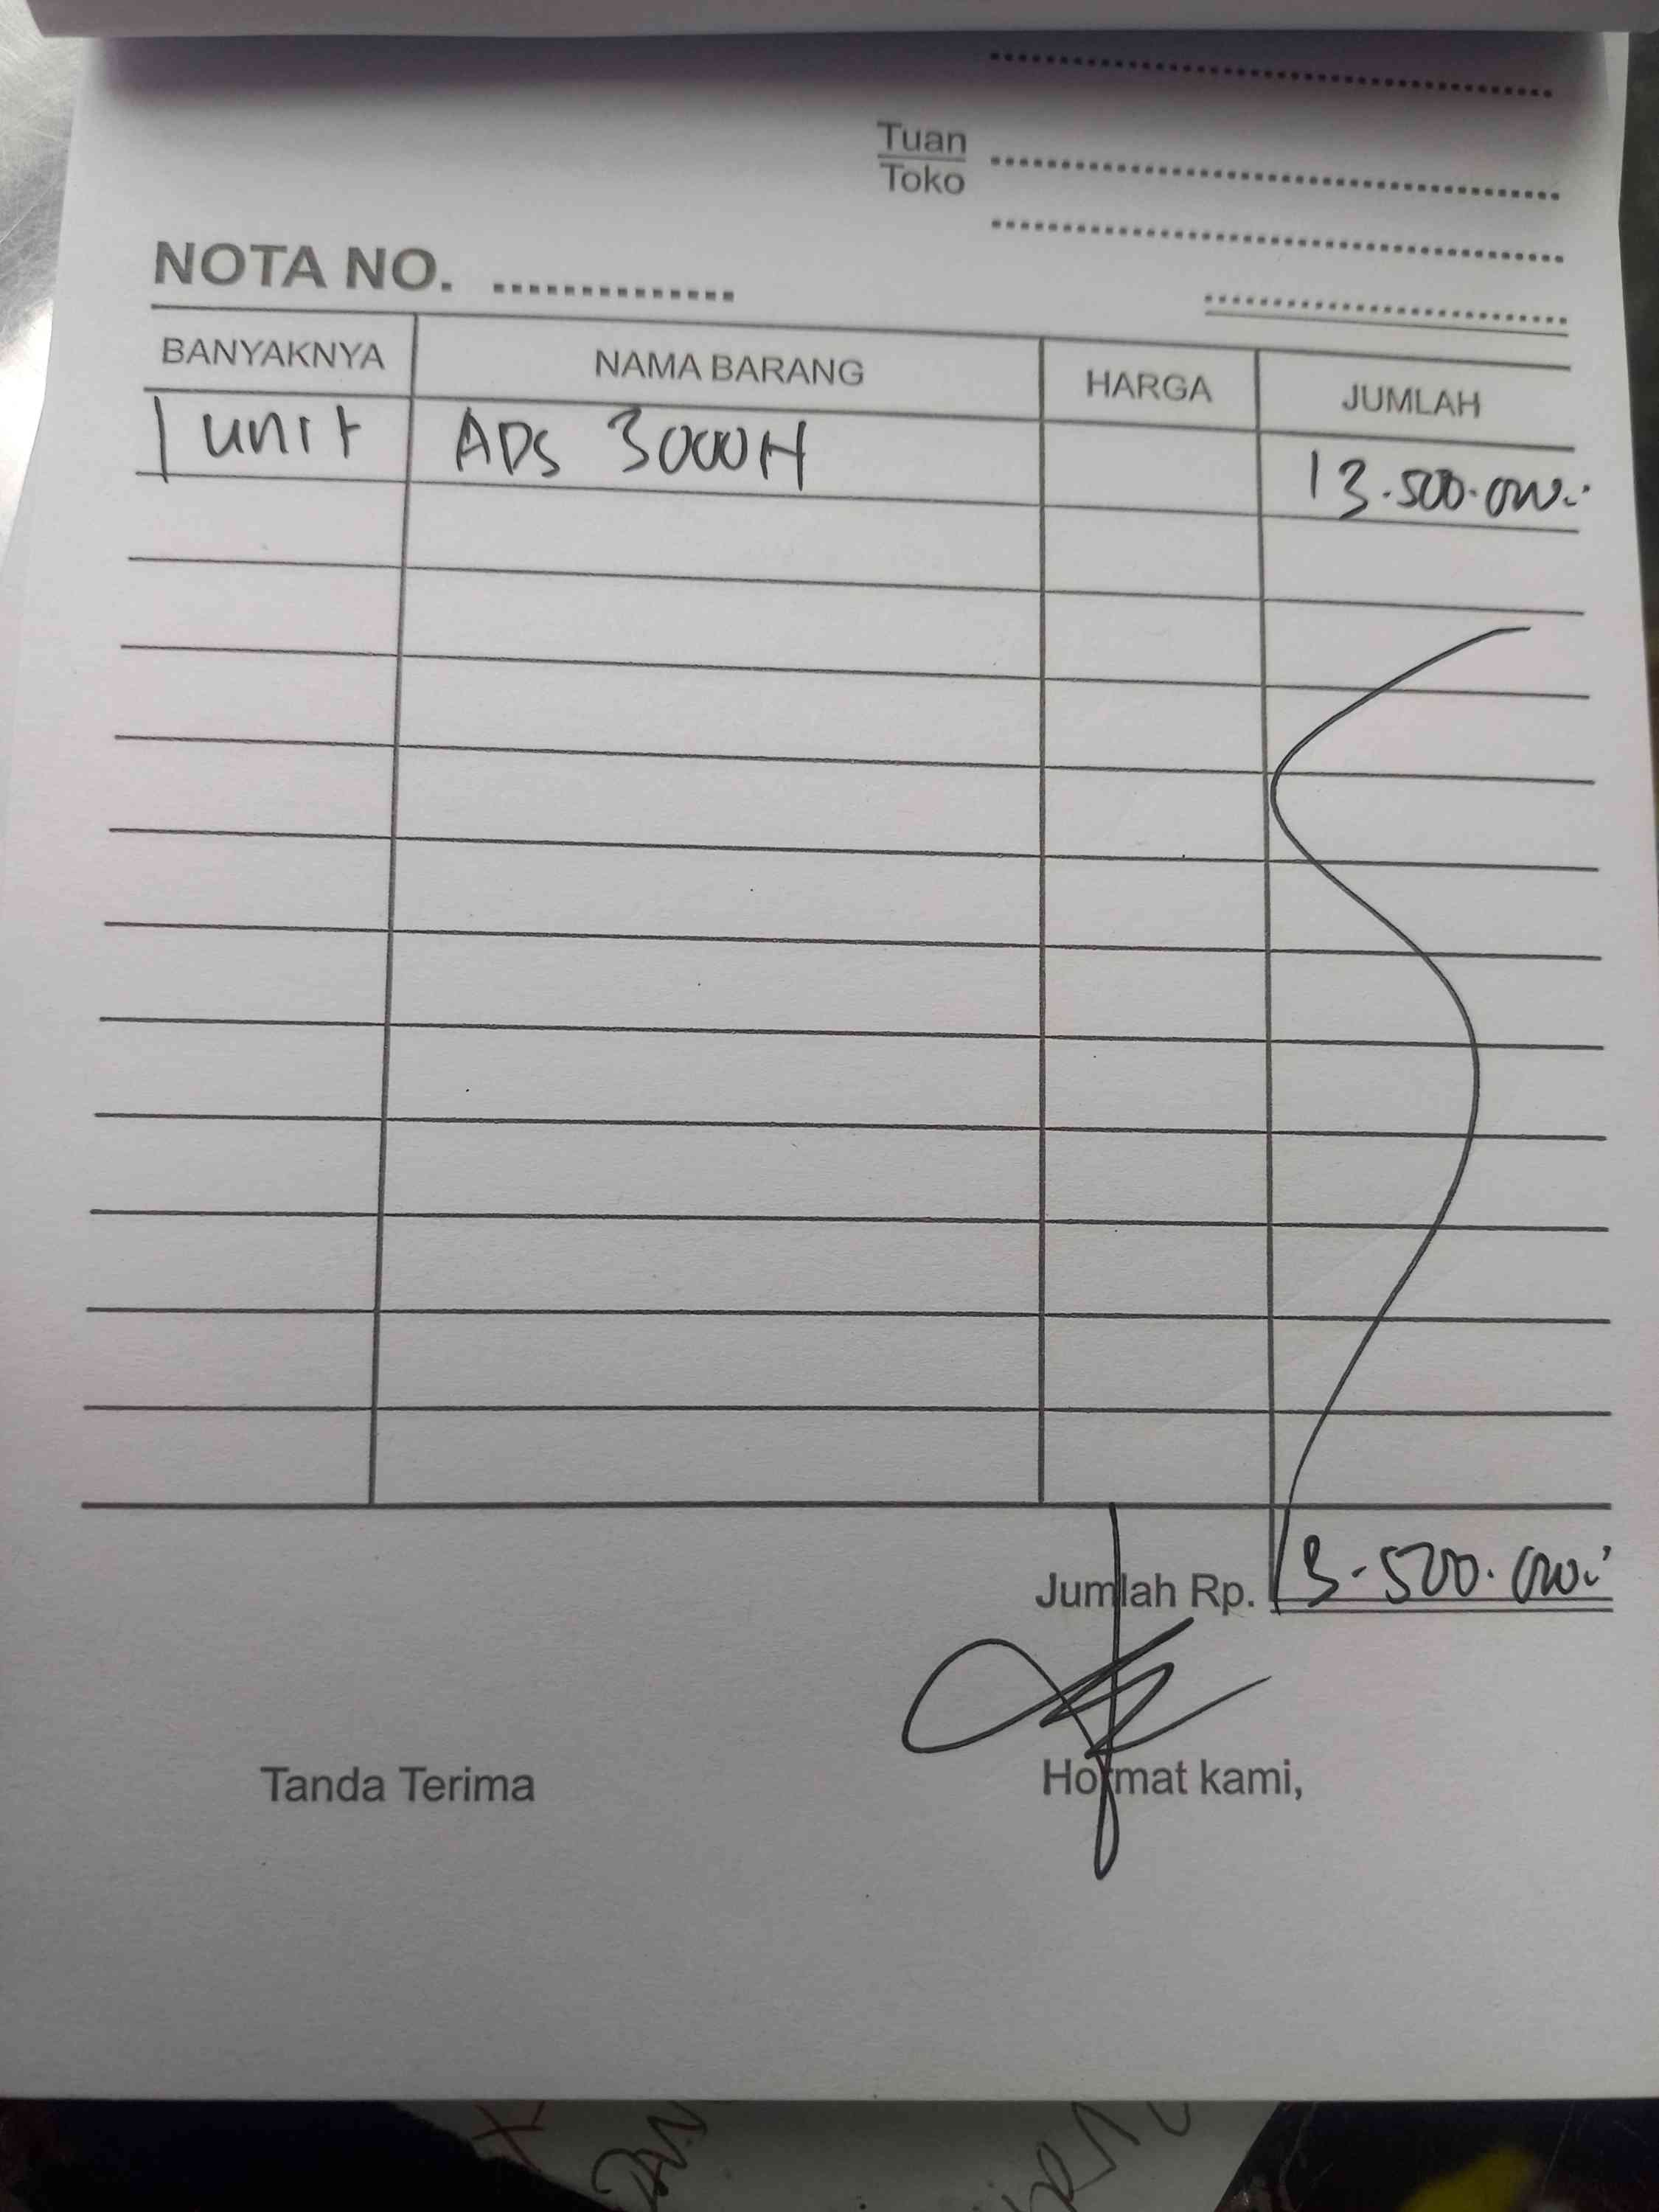 Tuan
Toko
NOTA NO.
BANYAKNYA NAMA BARANG HARGA JUMLAH
1 unit ADS 3000H 13.500.000.-
Jumlah Rp. 13.500.000.-
Tanda Terima Hormat kami,